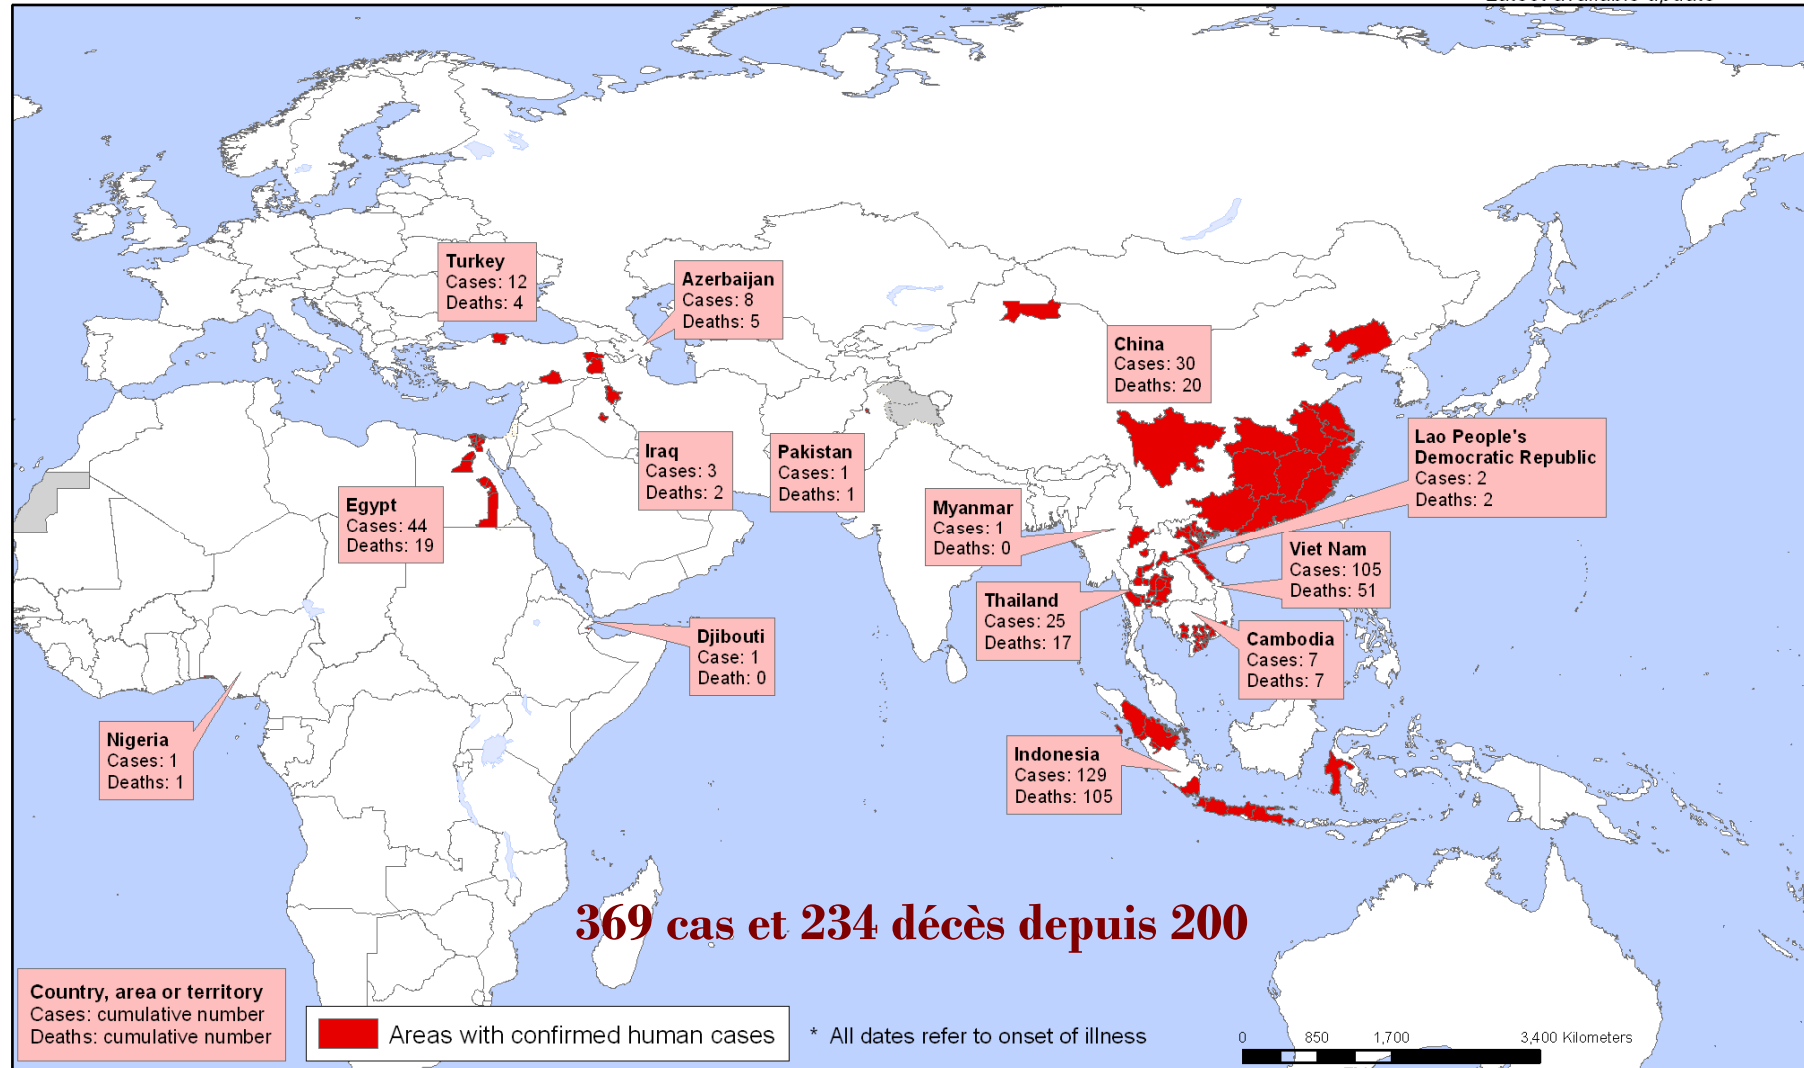 Turkey
Cases: 12
Deaths: 4
Azerbaijan
Cases: 8
Deaths: 5
China
Cases: 30
Deaths: 20
Iraq
Cases: 3
Deaths: 2
Pakistan
Cases: 1
Deaths: 1
Lao People's
Democratic Republic
Cases: 2
Deaths: 2
Egypt
Cases: 44
Deaths: 19
Myanmar
Cases: 1
Deaths: 0
Viet Nam
Cases: 105
Deaths: 51
Thailand
Cases: 25
Deaths: 17
Djibouti
Case: 1
Death: 0
Cambodia
Cases: 7
Deaths: 7
Nigeria
Cases: 1
Deaths: 1
Indonesia
Cases: 129
Deaths: 105
369 cas et 234 décès depuis 200
Country, area or territory
Cases: cumulative number
Deaths: cumulative number
Areas with confirmed human cases
* All dates refer to onset of illness
0 850 1,700 3,400 Kilometers